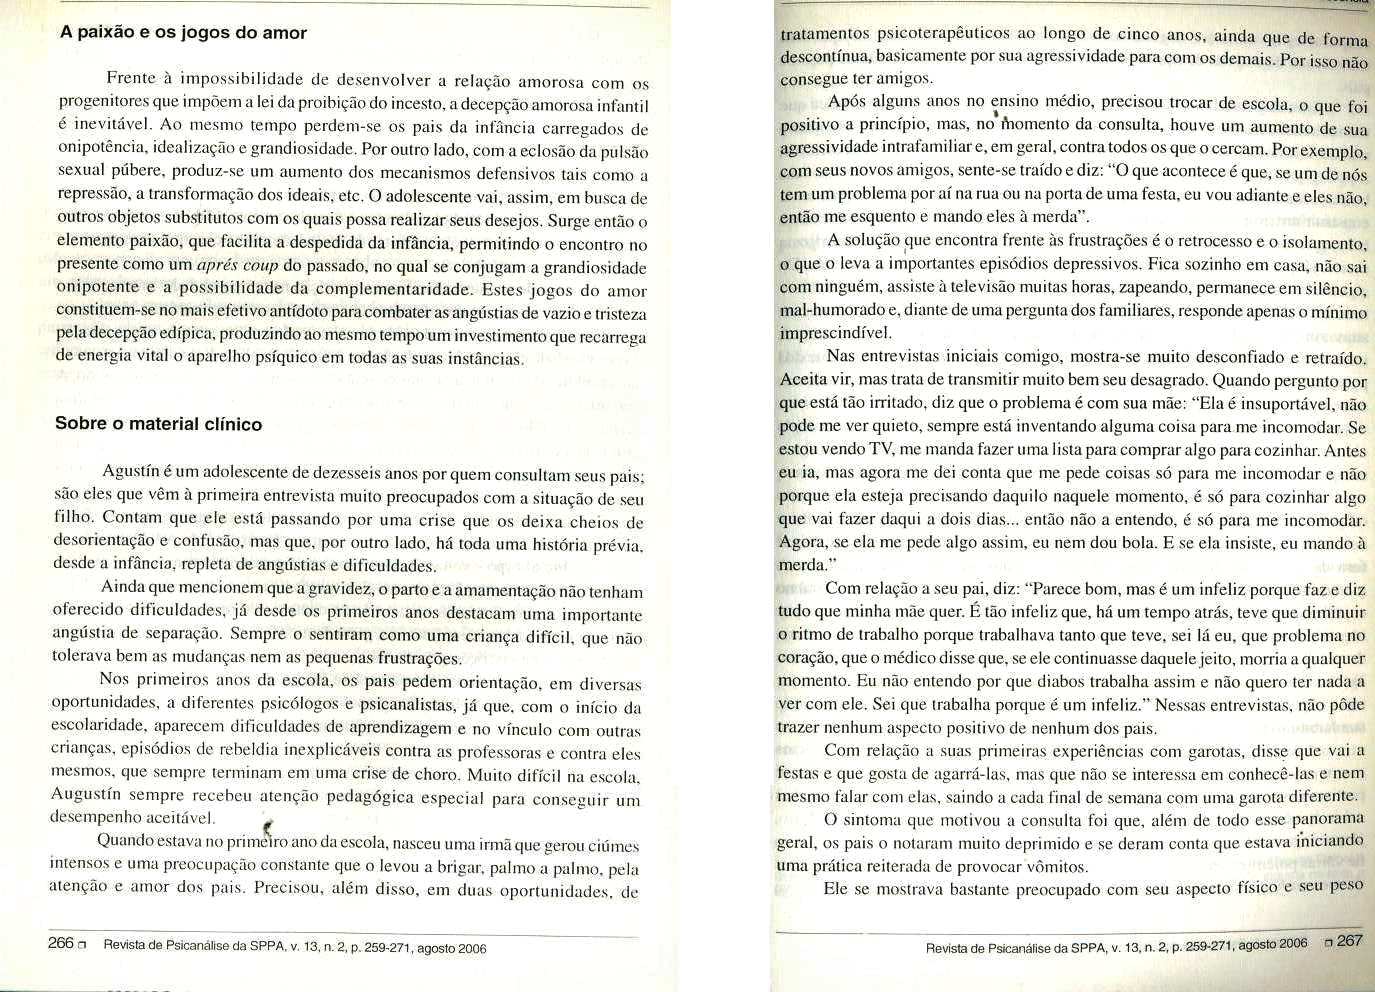 A paixão e os jogos do amor
Frente à impossibilidade de desenvolver a relação amorosa com os
progenitores que impõem a lei da proibição do incesto, a decepção amorosa infantil
é inevitável. Ao mesmo tempo perdem-se os pais da infância carregados de
onipotência, idealização e grandiosidade. Por outro lado, com a eclosão da pulsão
sexual púbere, produz-se um aumento dos mecanismos defensivos tais como a
repressão, a transformação dos ideais, etc. O adolescente vai, assim, em busca de
outros objetos substitutos com os quais possa realizar seus desejos. Surge então o
elemento paixão, que facilita a despedida da infância, permitindo o encontro no
presente como um aprés coup do passado, no qual se conjugam a grandiosidade
onipotente e a possibilidade da complementaridade. Estes jogos do amor
constituem-se no mais efetivo antídoto para combater as angústias de vazio e tristeza
pela decepção edípica, produzindo ao mesmo tempo um investimento que recarrega
de energia vital o aparelho psíquico em todas as suas instâncias.
Sobre o material clínico
Agustín é um adolescente de dezesseis anos por quem consultam seus pais;
são eles que vêm à primeira entrevista muito preocupados com a situação de seu
filho. Contam que ele está passando por uma crise que os deixa cheios de
desorientação e confusão, mas que, por outro lado, há toda uma história prévia,
desde a infância, repleta de angústias e dificuldades.
Ainda que mencionem que a gravidez, o parto e a amamentação não tenham
oferecido dificuldades, já desde os primeiros anos destacam uma importante
angústia de separação. Sempre o sentiram como uma criança difícil, que não
tolerava bem as mudanças nem as pequenas frustrações.
Nos primeiros anos da escola, os pais pedem orientação, em diversas
oportunidades, a diferentes psicólogos e psicanalistas, já que, com o início da
escolaridade, aparecem dificuldades de aprendizagem e no vínculo com outras
crianças, episódios de rebeldia inexplicáveis contra as professoras e contra eles
mesmos, que sempre terminam em uma crise de choro. Muito difícil na escola,
Augustín sempre recebeu atenção pedagógica especial para conseguir um
desempenho aceitável.
Quando estava no primeiro ano da escola, nasceu uma irmã que gerou ciúmes
intensos e uma preocupação constante que o levou a brigar, palmo a palmo, pela
atenção e amor dos pais. Precisou, além disso, em duas oportunidades, de
266 Revista de Psicanálise da SPPA, v. 13, n. 2, p. 259-271, agosto 2006
tratamentos psicoterapêuticos ao longo de cinco anos, ainda que de forma
descontínua, basicamente por sua agressividade para com os demais. Por isso não
consegue ter amigos.
Após alguns anos no ensino médio, precisou trocar de escola, o que foi
positivo a princípio, mas, no momento da consulta, houve um aumento de sua
agressividade intrafamiliar e, em geral, contra todos os que o cercam. Por exemplo,
com seus novos amigos, sente-se traído e diz: “O que acontece é que, se um de nós
tem um problema por aí na rua ou na porta de uma festa, eu vou adiante e eles não,
então me esquento e mando eles à merda”.
A solução que encontra frente às frustrações é o retrocesso e o isolamento,
o que o leva a importantes episódios depressivos. Fica sozinho em casa, não sai
com ninguém, assiste à televisão muitas horas, zapeando, permanece em silêncio,
mal-humorado e, diante de uma pergunta dos familiares, responde apenas o mínimo
imprescindível.
Nas entrevistas iniciais comigo, mostra-se muito desconfiado e retraído.
Aceita vir, mas trata de transmitir muito bem seu desagrado. Quando pergunto por
que está tão irritado, diz que o problema é com sua mãe: “Ela é insuportável, não
pode me ver quieto, sempre está inventando alguma coisa para me incomodar. Se
estou vendo TV, me manda fazer uma lista para comprar algo para cozinhar. Antes
eu ia, mas agora me dei conta que me pede coisas só para me incomodar e não
porque ela esteja precisando daquilo naquele momento, é só para cozinhar algo
que vai fazer daqui a dois dias... então não a entendo, é só para me incomodar.
Agora, se ela me pede algo assim, eu nem dou bola. E se ela insiste, eu mando à
merda.”
Com relação a seu pai, diz: “Parece bom, mas é um infeliz porque faz e diz
tudo que minha mãe quer. É tão infeliz que, há um tempo atrás, teve que diminuir
o ritmo de trabalho porque trabalhava tanto que teve, sei lá eu, que problema no
coração, que o médico disse que, se ele continuasse daquele jeito, morria a qualquer
momento. Eu não entendo por que diabos trabalha assim e não quero ter nada a
ver com ele. Sei que trabalha porque é um infeliz.” Nessas entrevistas, não pôde
trazer nenhum aspecto positivo de nenhum dos pais.
Com relação a suas primeiras experiências com garotas, disse que vai a
festas e que gosta de agarrá-las, mas que não se interessa em conhecê-las e nem
mesmo falar com elas, saindo a cada final de semana com uma garota diferente.
O sintoma que motivou a consulta foi que, além de todo esse panorama
geral, os pais o notaram muito deprimido e se deram conta que estava iniciando
uma prática reiterada de provocar vômitos.
Ele se mostrava bastante preocupado com seu aspecto físico e seu peso
Revista de Psicanálise da SPPA, v. 13, n. 2, p. 259-271, agosto 2006 267